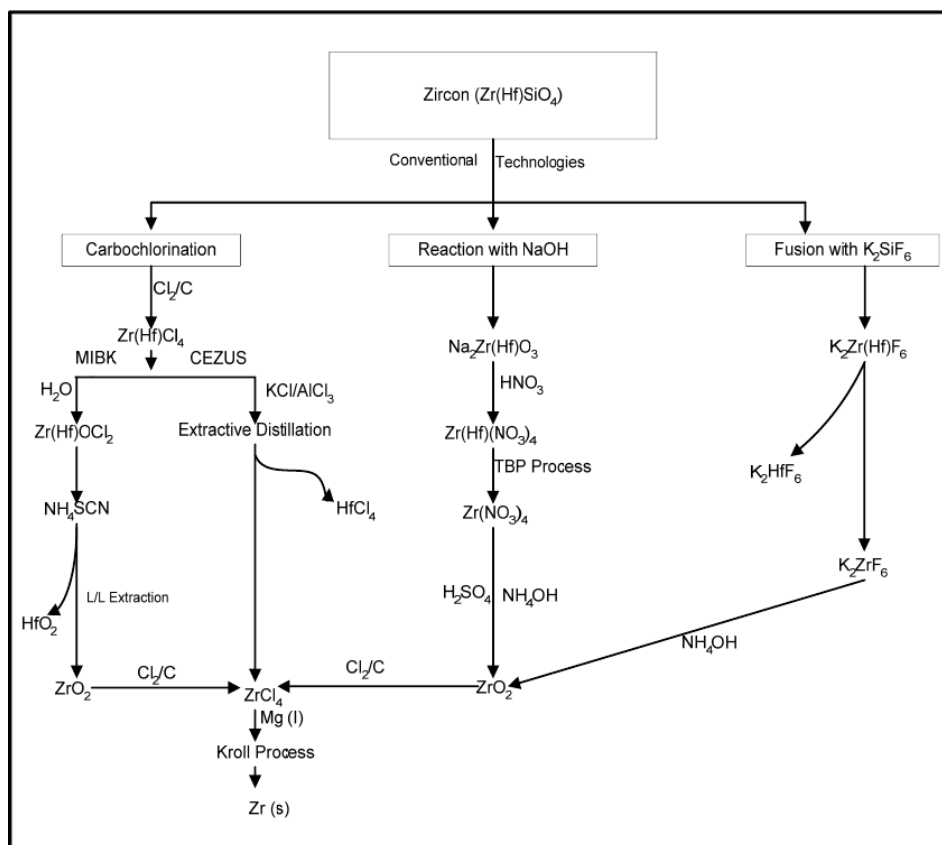 Zircon (Zr(Hf)SiO₄)
Conventional Technologies
Carbochlorination
Reaction with NaOH
Fusion with K₂SiF₆
Cl₂/C
Zr(Hf)Cl₄
MIBK
CEZUS
H₂O
KCl/AlCl₃
Zr(Hf)OCl₂
Extractive Distillation
NH₄SCN
HfCl₄
L/L Extraction
HfO₂
ZrO₂
Cl₂/C
ZrCl₄
Mg (l)
Kroll Process
Zr (s)
Na₂Zr(Hf)O₃
HNO₃
Zr(Hf)(NO₃)₄
TBP Process
Zr(NO₃)₄
H₂SO₄
NH₄OH
Cl₂/C
ZrO₂
K₂Zr(Hf)F₆
K₂HfF₆
K₂ZrF₆
NH₄OH